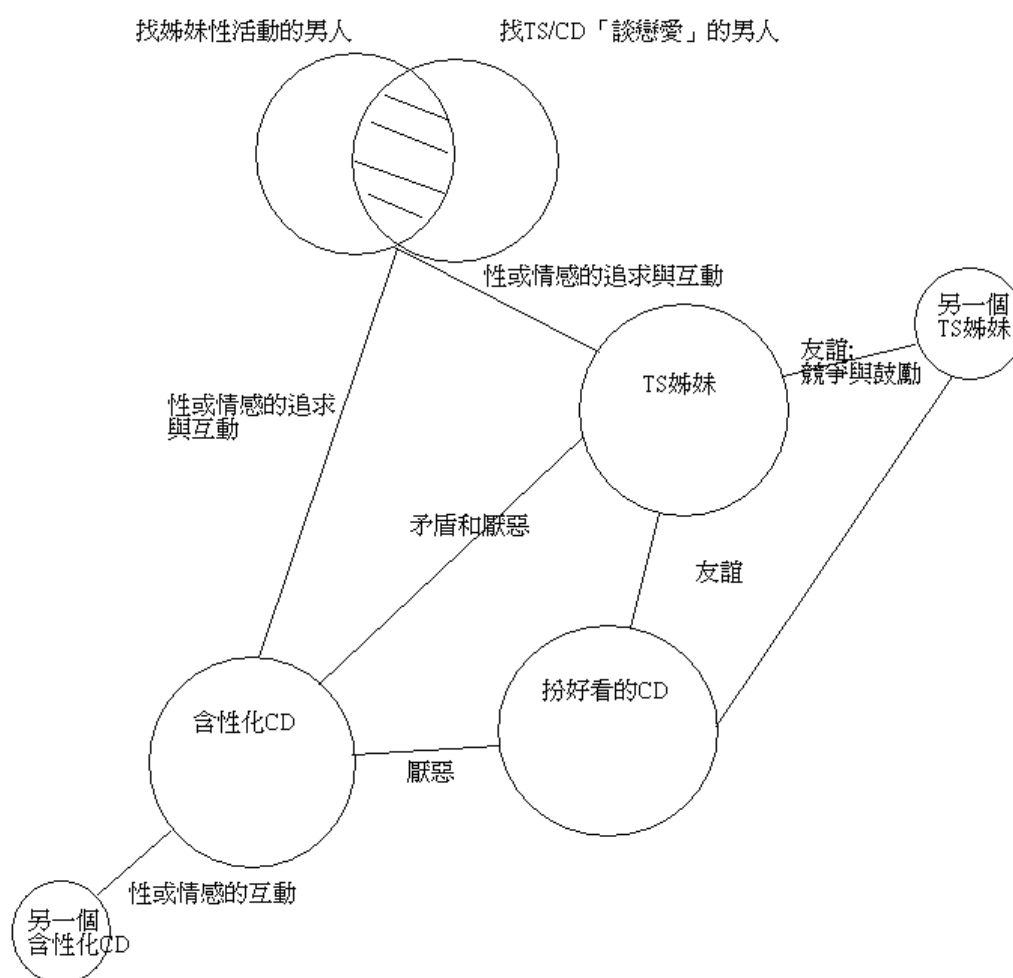 找姊妹性活動的男人
找TS/CD「談戀愛」的男人
性或情感的追求與互動
另一個
TS姊妹
友誼;
競爭與鼓勵
TS姊妹
性或情感的追求
與互動
矛盾和厭惡
友誼
扮好看的CD
含性化CD
厭惡
性或情感的互動
另一個
含性化CD